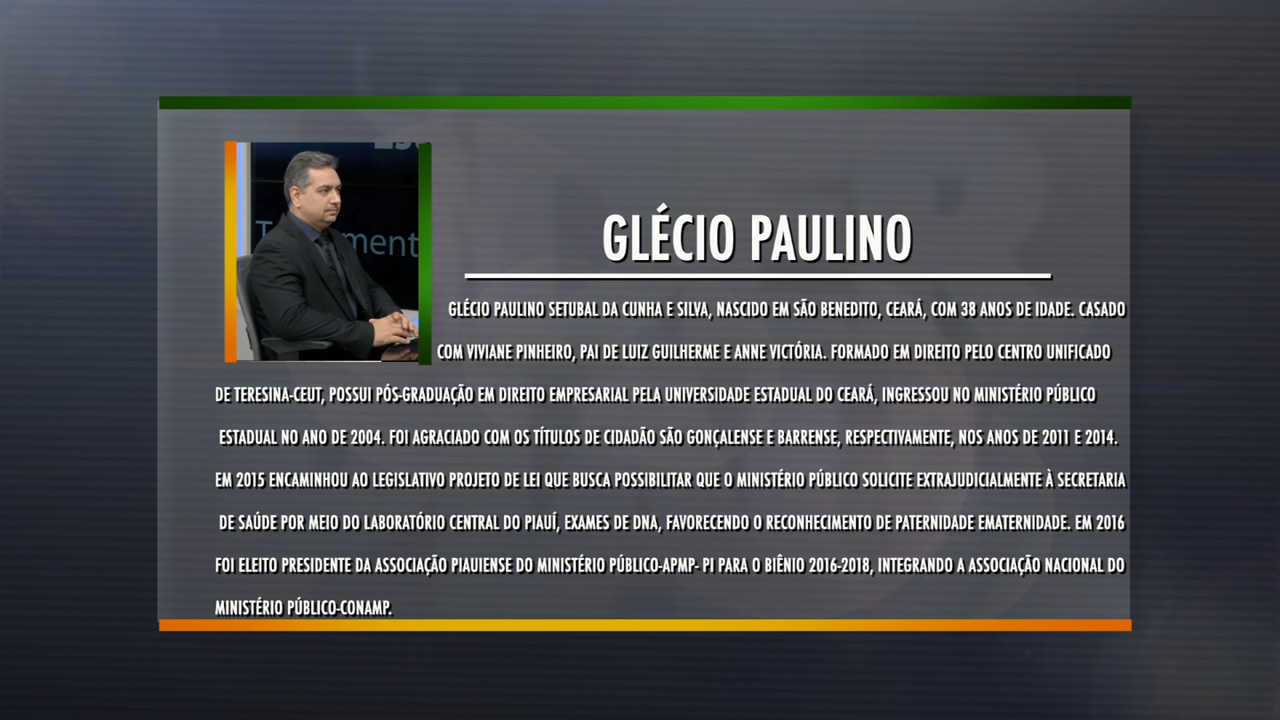 GLÉCIO PAULINO
GLÉCIO PAULINO SETUBAL DA CUNHA E SILVA, NASCIDO EM SÃO BENEDITO, CEARÁ, COM 38 ANOS DE IDADE. CASADO
COM VIVIANE PINHEIRO, PAI DE LUIZ GUILHERME E ANNE VICTÓRIA. FORMADO EM DIREITO PELO CENTRO UNIFICADO
DE TERESINA-CEUT, POSSUI PÓS-GRADUAÇÃO EM DIREITO EMPRESARIAL PELA UNIVERSIDADE ESTADUAL DO CEARÁ, INGRESSOU NO MINISTÉRIO PÚBLICO
ESTADUAL NO ANO DE 2004. FOI AGRACIADO COM OS TÍTULOS DE CIDADÃO SÃO GONÇALENSE E BARRENSE, RESPECTIVAMENTE, NOS ANOS DE 2011 E 2014.
EM 2015 ENCAMINHOU AO LEGISLATIVO PROJETO DE LEI QUE BUSCA POSSIBILITAR QUE O MINISTÉRIO PÚBLICO SOLICITE EXTRAJUDICIALMENTE À SECRETARIA
DE SAÚDE POR MEIO DO LABORATÓRIO CENTRAL DO PIAUÍ, EXAMES DE DNA, FAVORECENDO O RECONHECIMENTO DE PATERNIDADE EMATERNIDADE. EM 2016
FOI ELEITO PRESIDENTE DA ASSOCIAÇÃO PIAUIENSE DO MINISTÉRIO PÚBLICO-APMP- PI PARA O BIÊNIO 2016-2018, INTEGRANDO A ASSOCIAÇÃO NACIONAL DO
MINISTÉRIO PÚBLICO-CONAMP.